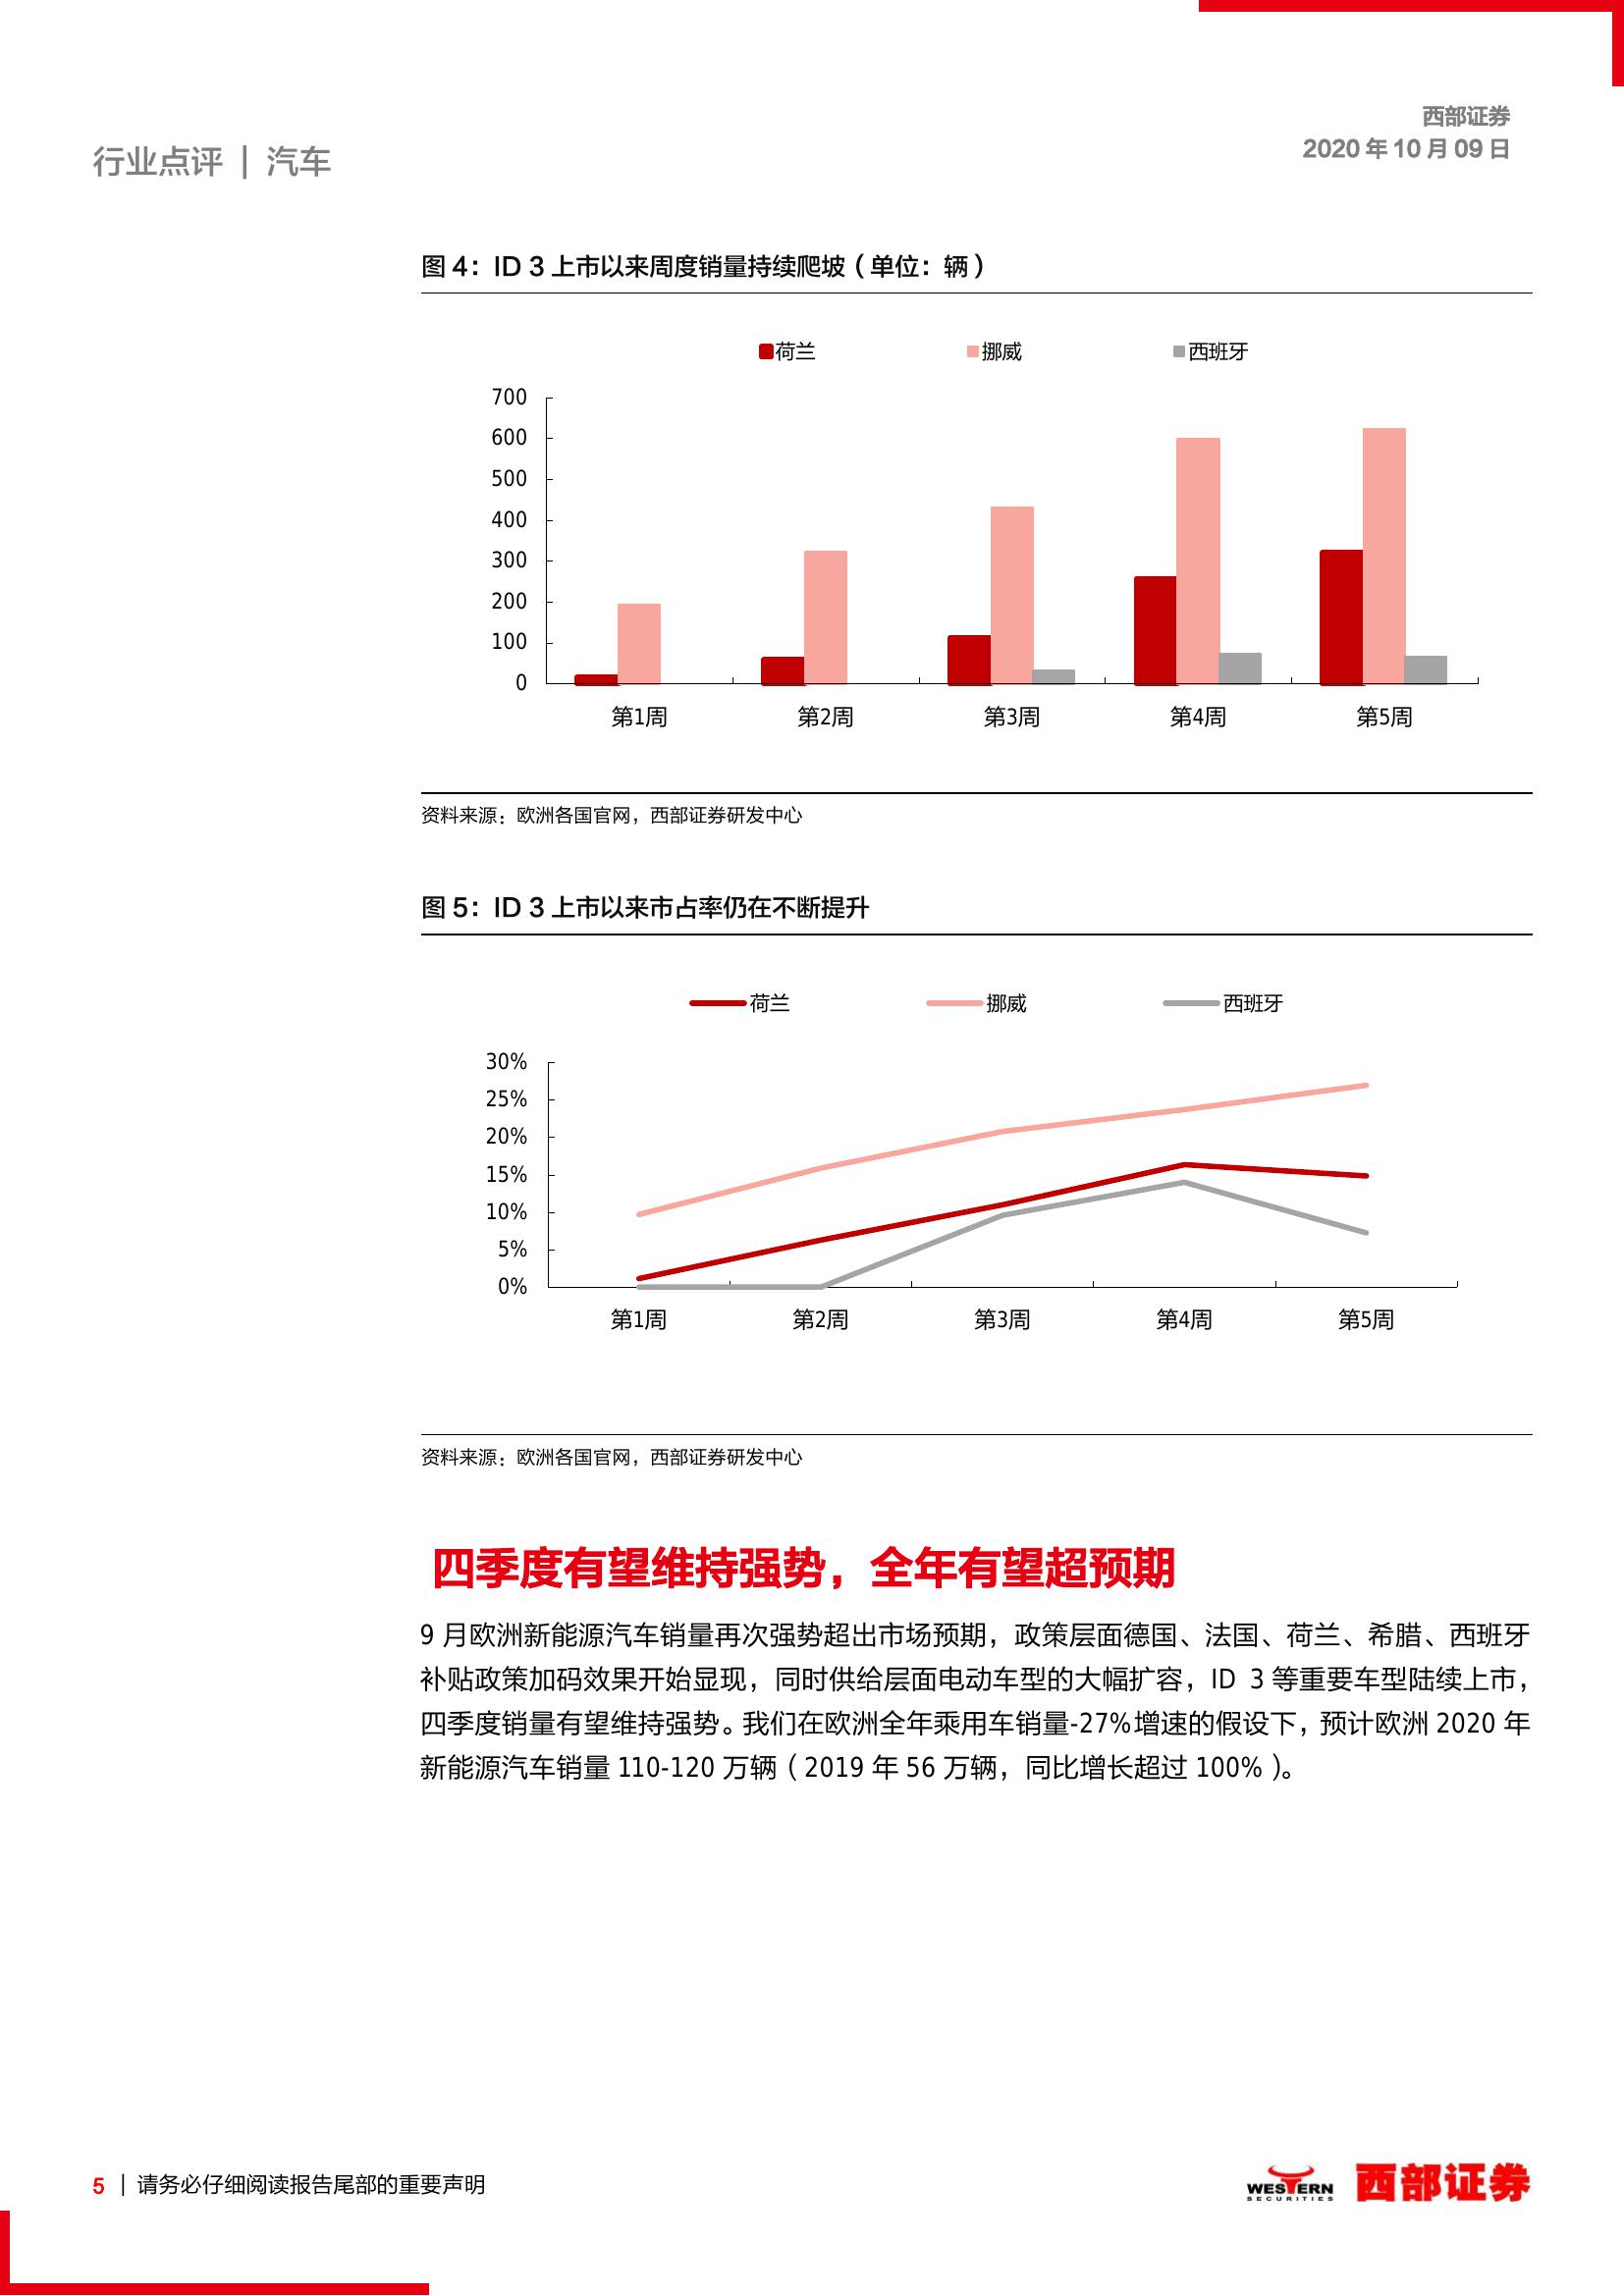 西部证券
2020 年 10 月 09 日
行业点评 | 汽车
图 4：ID 3 上市以来周度销量持续爬坡（单位：辆）
荷兰 挪威 西班牙
700
600
500
400
300
200
100
0
第1周 第2周 第3周 第4周 第5周
资料来源：欧洲各国官网，西部证券研发中心
图 5：ID 3 上市以来市占率仍在不断提升
荷兰 挪威 西班牙
30%
25%
20%
15%
10%
5%
0%
第1周 第2周 第3周 第4周 第5周
资料来源：欧洲各国官网，西部证券研发中心
四季度有望维持强势，全年有望超预期
9 月欧洲新能源汽车销量再次强势超出市场预期，政策层面德国、法国、荷兰、希腊、西班牙
补贴政策加码效果开始显现，同时供给层面电动车型的大幅扩容，ID 3 等重要车型陆续上市，
四季度销量有望维持强势。我们在欧洲全年乘用车销量-27%增速的假设下，预计欧洲 2020 年
新能源汽车销量 110-120 万辆（2019 年 56 万辆，同比增长超过 100%）。
5 | 请务必仔细阅读报告尾部的重要声明
WESTERN
SECURITIES
西部证券